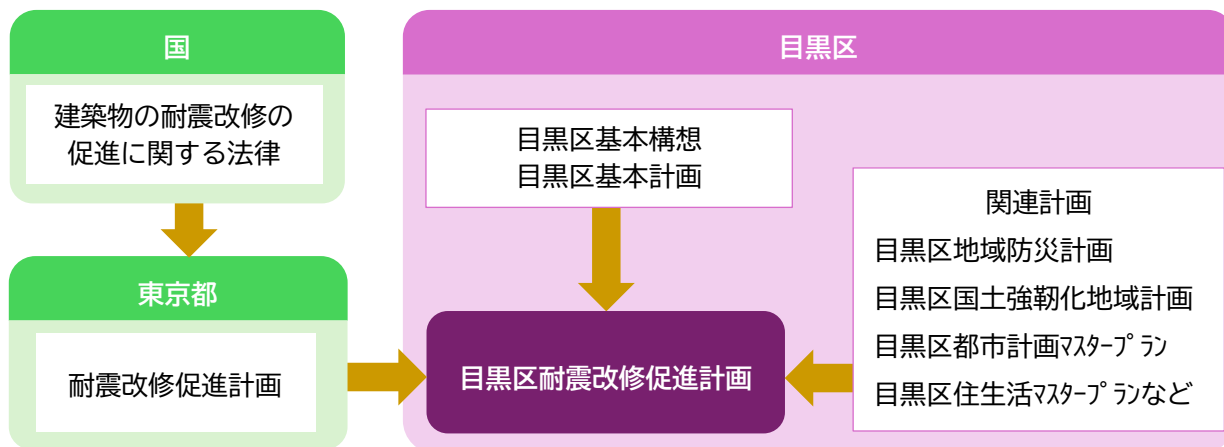 国
建築物の耐震改修の
促進に関する法律
東京都
耐震改修促進計画
目黒区
目黒区基本構想
目黒区基本計画
目黒区耐震改修促進計画
関連計画
目黒区地域防災計画
目黒区国土強靭化地域計画
目黒区都市計画ﾏｽﾀｰﾌﾟﾗﾝ
目黒区住生活ﾏｽﾀｰﾌﾟﾗﾝなど